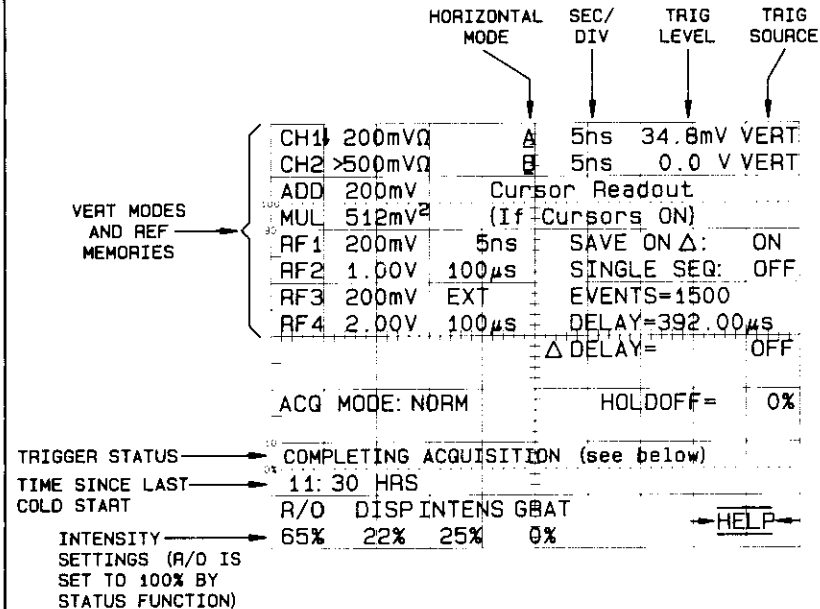 HORIZONTAL MODE
SEC/ DIV
TRIG LEVEL
TRIG SOURCE
CH1↓ 200mVΩ A 5ns 34.8mV VERT
CH2 >500mVΩ B 5ns 0.0 V VERT
ADD 200mV Cursor Readout
MUL 512mV² (If Cursors ON)
RF1 200mV 5ns SAVE ON Δ: ON
RF2 1.00V 100µs SINGLE SEQ: OFF
RF3 200mV EXT EVENTS=1500
RF4 2.00V 100µs DELAY=392.00µs
Δ DELAY= OFF
VERT MODES
AND REF
MEMORIES
100
90
ACQ MODE: NORM HOLDOFF= 0%
10
0%
TRIGGER STATUS
COMPLETING ACQUISITION (see below)
TIME SINCE LAST
COLD START
11:30 HRS
R/O DISP INTENS GRAT
65% 22% 25% 0%
HELP
INTENSITY
SETTINGS (R/O IS
SET TO 100% BY
STATUS FUNCTION)